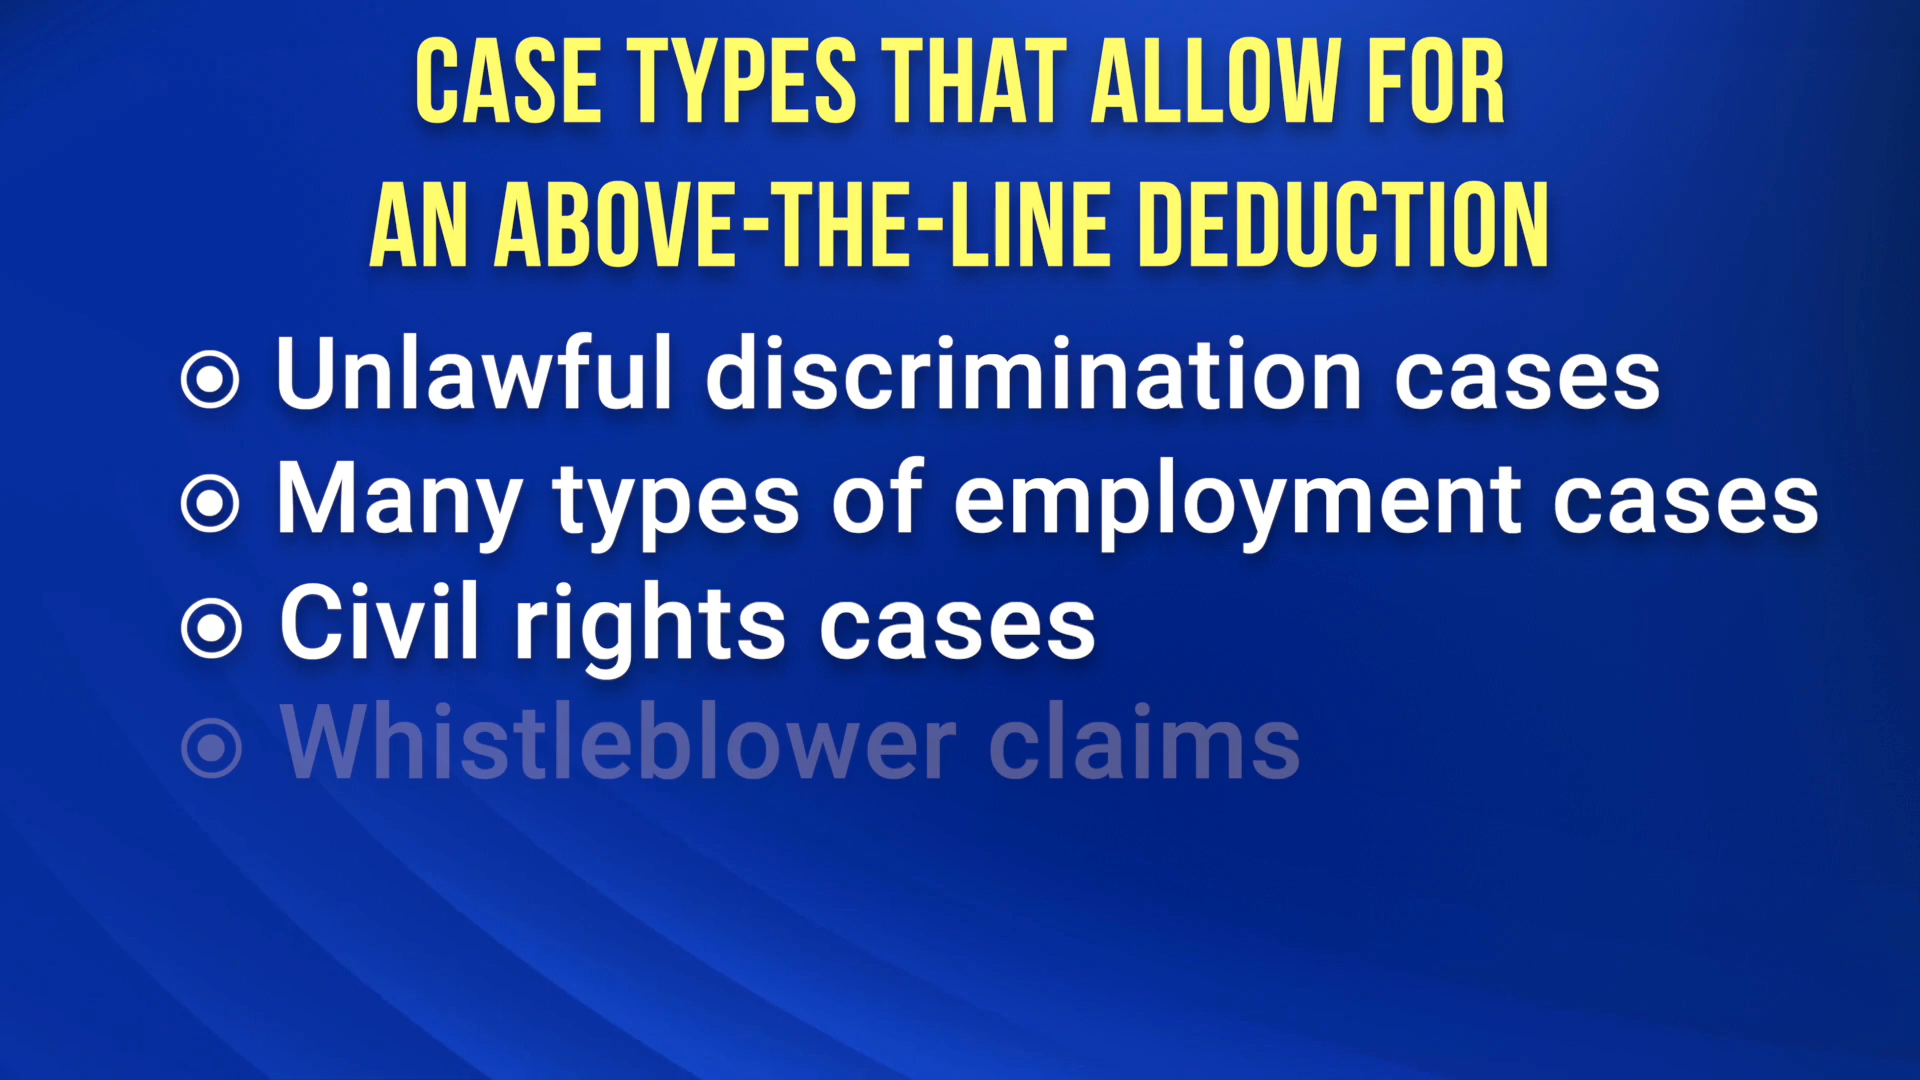 CASE TYPES THAT ALLOW FOR
AN ABOVE-THE-LINE DEDUCTION
Unlawful discrimination cases
Many types of employment cases
Civil rights cases
Whistleblower claims